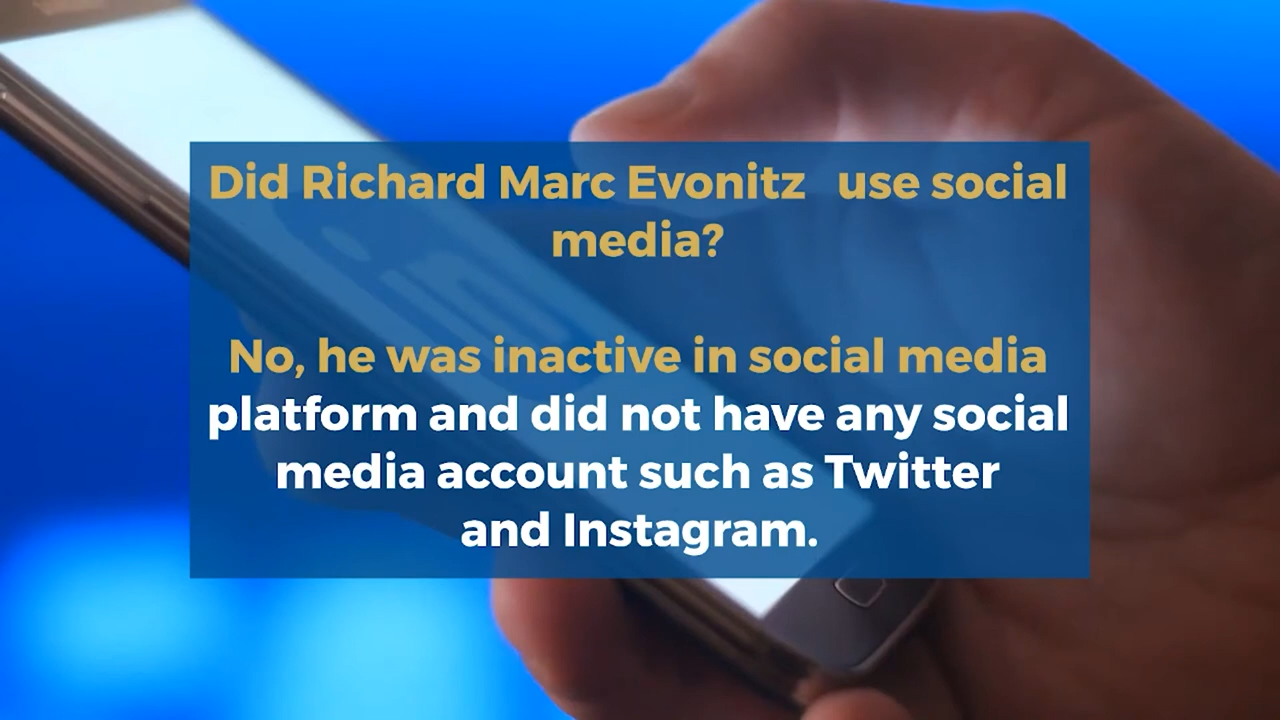 Did Richard Marc Evonitz  use social
media?
No, he was inactive in social media
platform and did not have any social
media account such as Twitter
and Instagram.